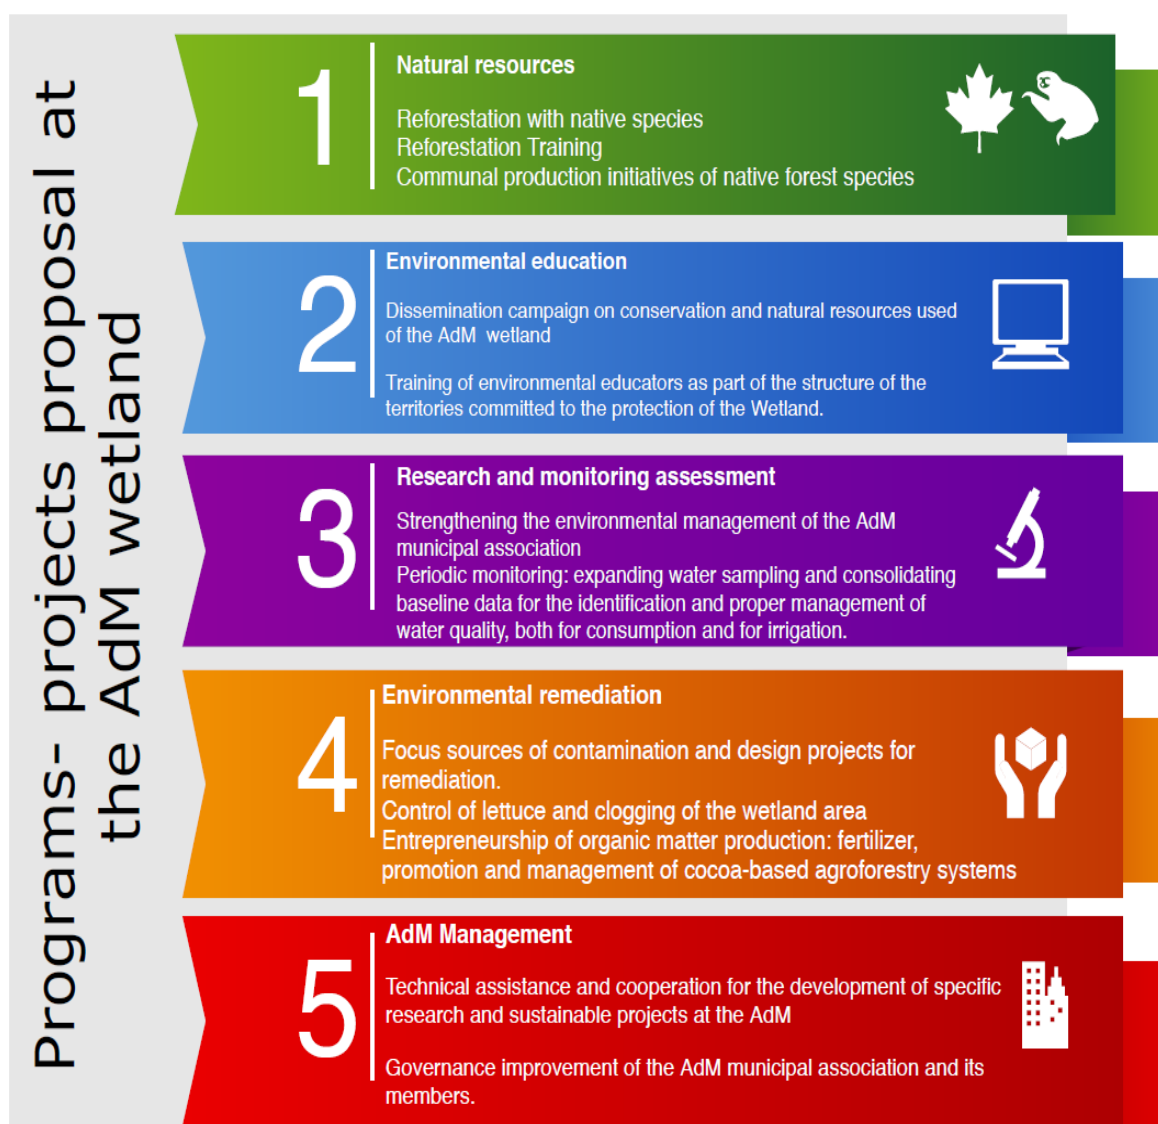 Programs- projects proposal at
the AdM wetland
1
Natural resources
Reforestation with native species
Reforestation Training
Communal production initiatives of native forest species
2
Environmental education
Dissemination campaign on conservation and natural resources used
of the AdM wetland
Training of environmental educators as part of the structure of the
territories committed to the protection of the Wetland.
3
Research and monitoring assessment
Strengthening the environmental management of the AdM
municipal association
Periodic monitoring: expanding water sampling and consolidating
baseline data for the identification and proper management of
water quality, both for consumption and for irrigation.
4
Environmental remediation
Focus sources of contamination and design projects for
remediation.
Control of lettuce and clogging of the wetland area
Entrepreneurship of organic matter production: fertilizer,
promotion and management of cocoa-based agroforestry systems
5
AdM Management
Technical assistance and cooperation for the development of specific
research and sustainable projects at the AdM
Governance improvement of the AdM municipal association and its
members.